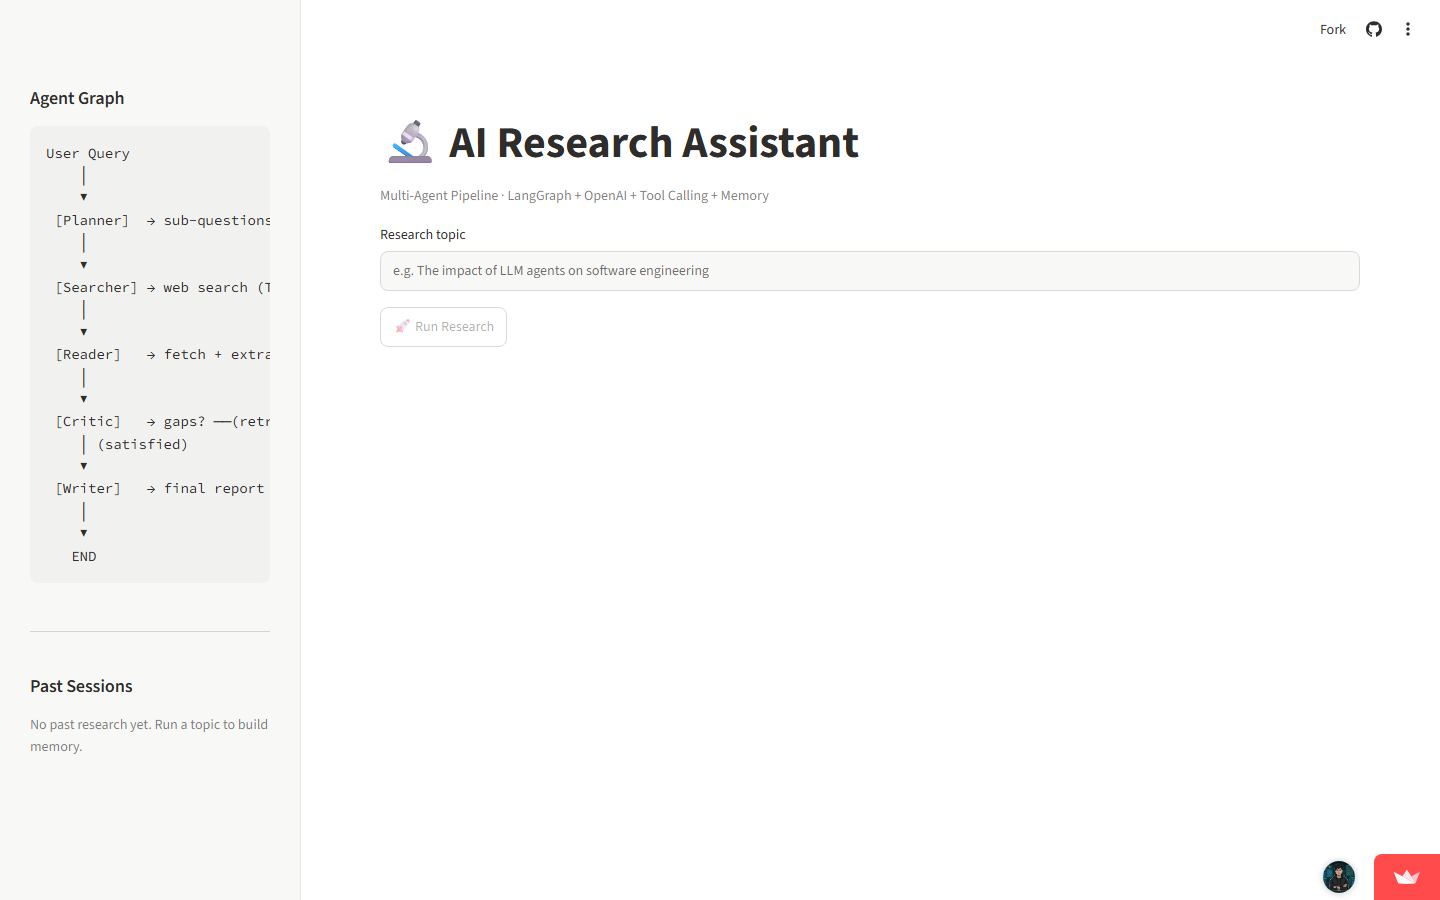 Fork
Agent Graph
User Query
[Planner] → sub-questions
[Searcher] → web search (T
[Reader] → fetch + extra
[Critic] → gaps? ──(retr
(satisfied)
[Writer] → final report
END
Past Sessions
No past research yet. Run a topic to build
memory.
AI Research Assistant
Multi-Agent Pipeline · LangGraph + OpenAI + Tool Calling + Memory
Research topic
e.g. The impact of LLM agents on software engineering
Run Research